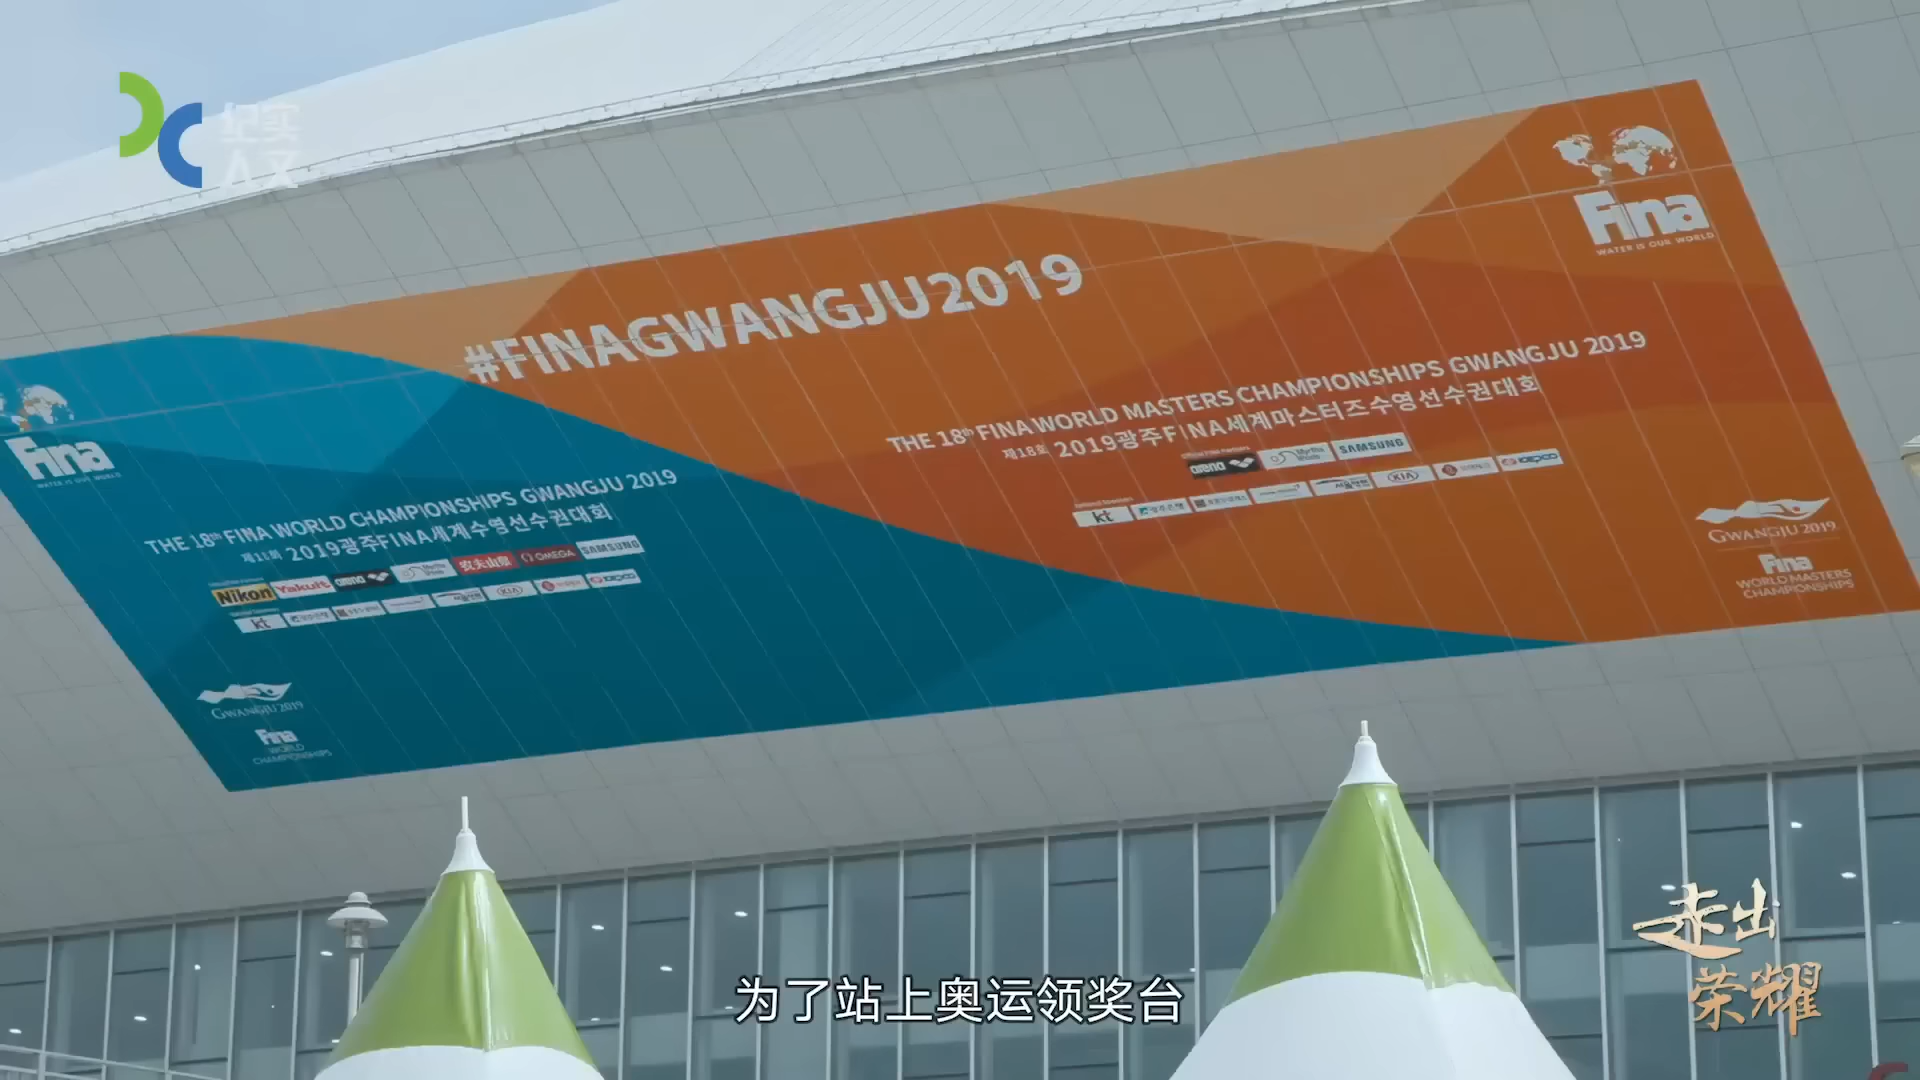 纪实
人文
#FINAGWANGJU2019
Fina
WATER IS OUR WORLD
THE 18th FINA WORLD MASTERS CHAMPIONSHIPS GWANGJU 2019
제18회 2019광주FINA세계마스터즈수영선수권대회
arena
SAMSUNG
kt
KIA
KEPCO
GWANGJU 2019
Fina
WORLD MASTERS
CHAMPIONSHIPS
Fina
WATER IS OUR WORLD
THE 18th FINA WORLD CHAMPIONSHIPS GWANGJU 2019
제18회 2019광주FINA세계수영선수권대회
Nikon
Yakult
arena
农夫山泉
OMEGA
SAMSUNG
kt
KIA
KEPCO
GWANGJU 2019
Fina
WORLD
CHAMPIONSHIPS
为了站上奥运领奖台
走出
荣耀